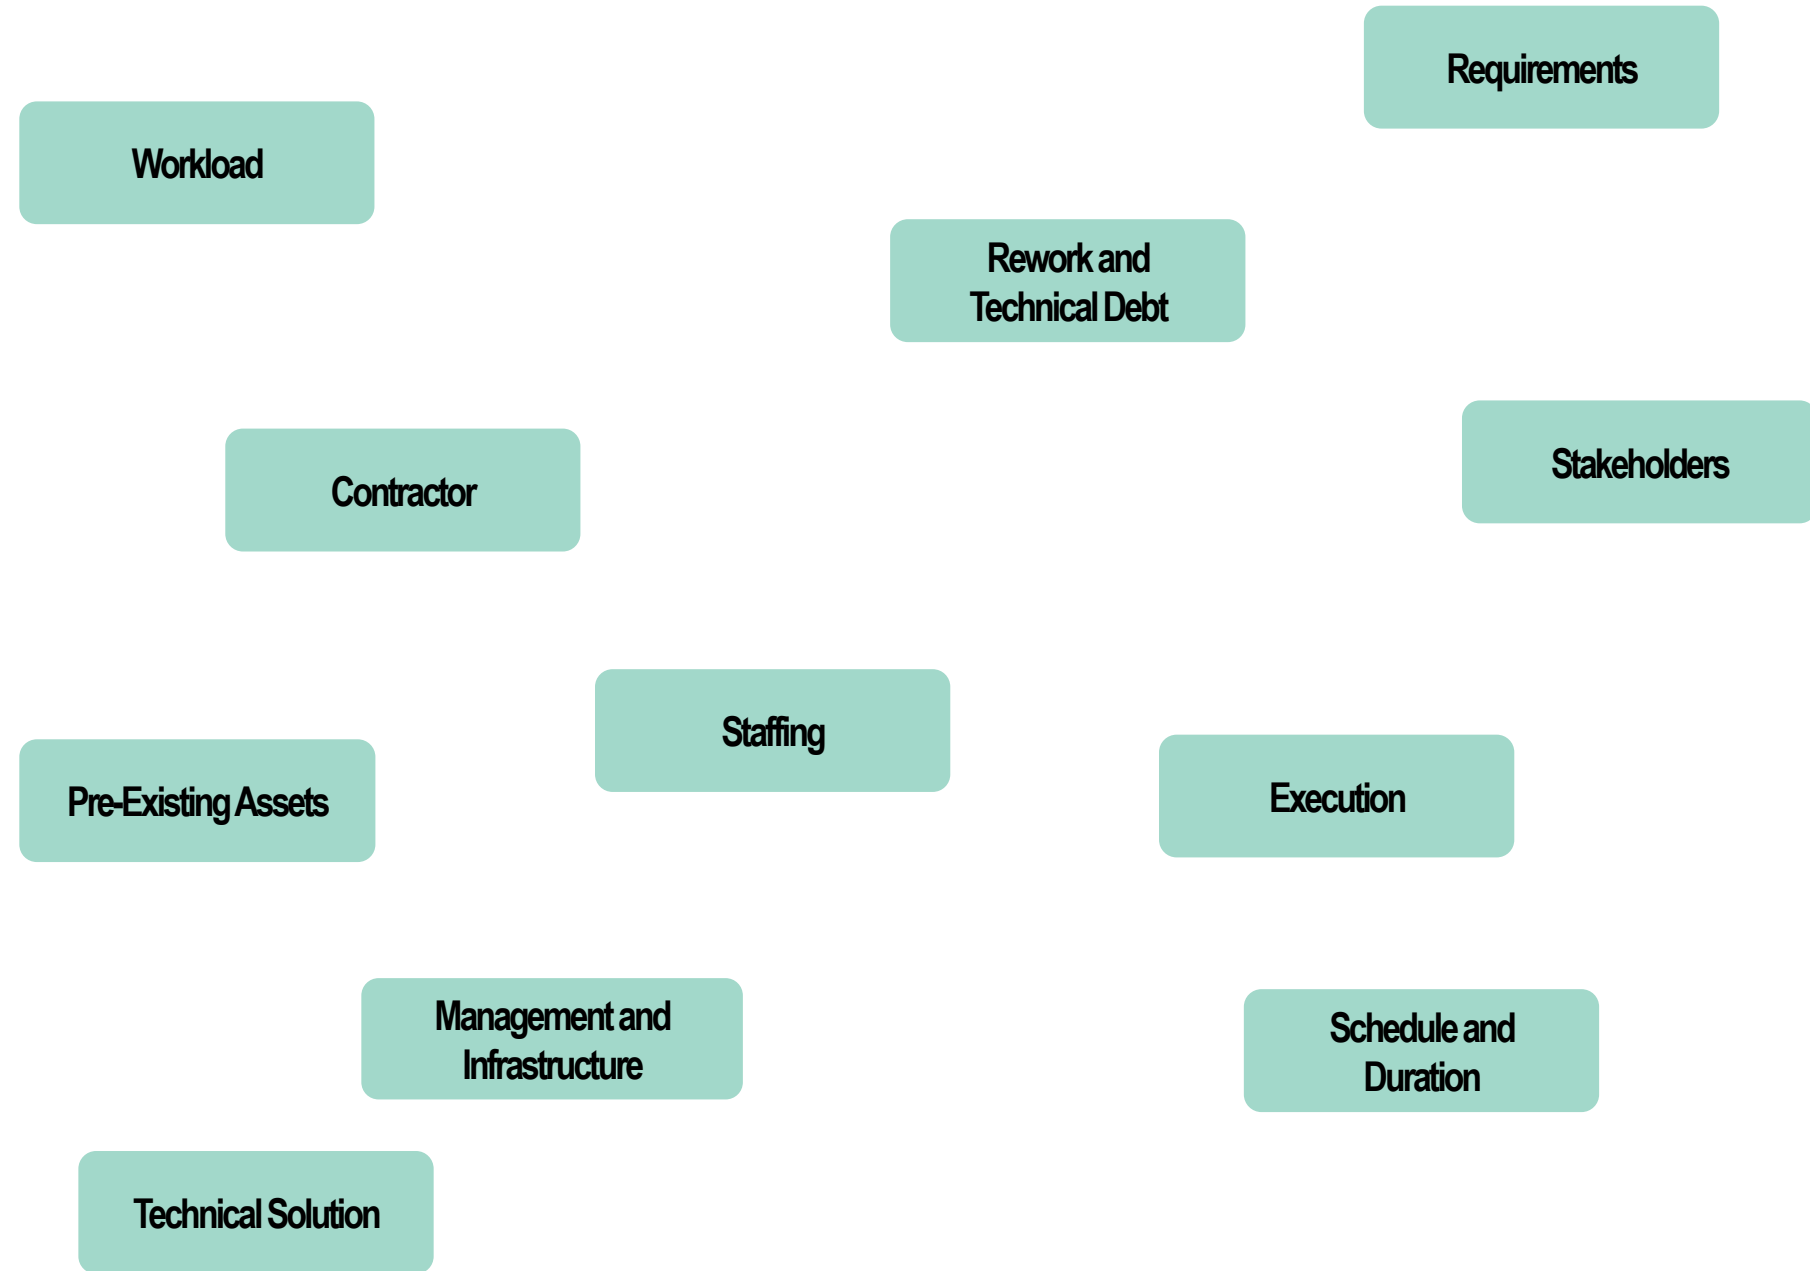 Requirements
Workload
Rework and
Technical Debt
Stakeholders
Contractor
Staffing
Execution
Pre-Existing Assets
Management and
Infrastructure
Schedule and
Duration
Technical Solution